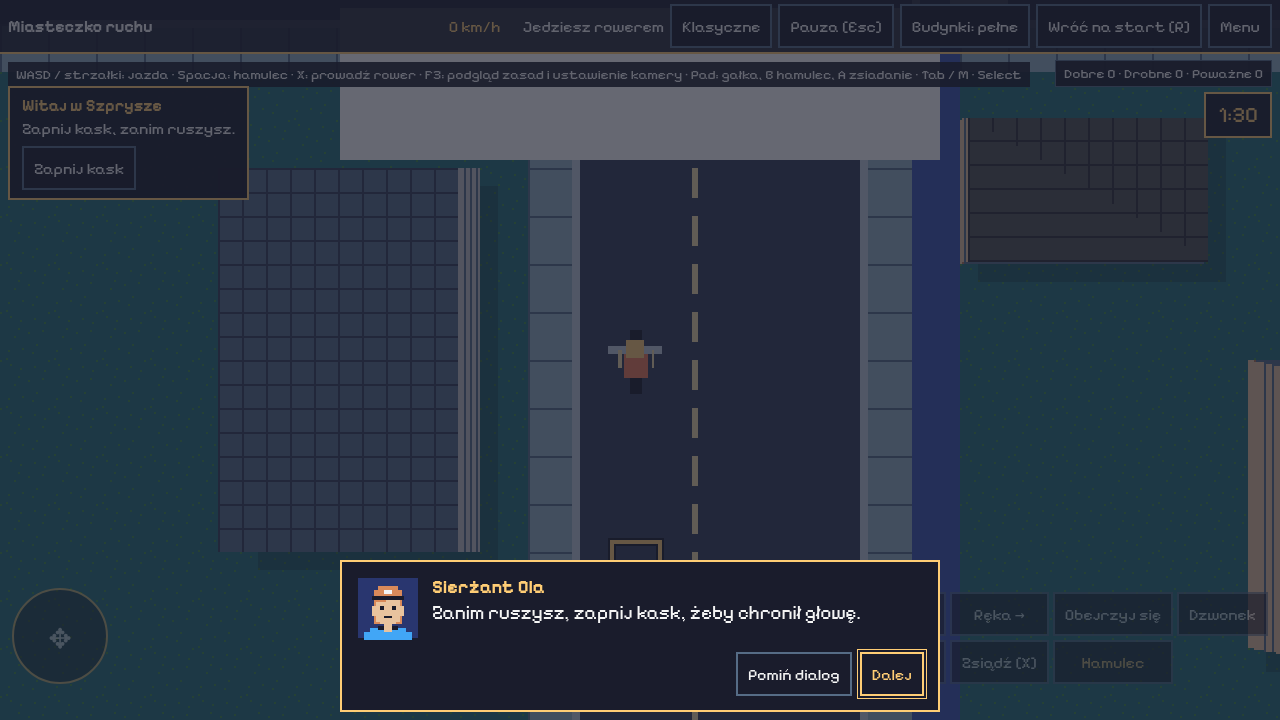 Miasteczko ruchu
0 km/h
Jedziesz rowerem
Klasyczne
Pauza (Esc)
Budynki: pełne
Wróć na start (R)
Menu
WASD / strzałki: jazda · Spacja: hamulec · X: prowadź rower · F3: podgląd zasad i ustawienie kamery · Pad: gałka, B hamulec, A zsiadanie · Tab / M · Select
Dobre 0 · Drobne 0 · Poważne 0
Witaj w Szprysze
Zapnij kask, zanim ruszysz.
Zapnij kask
1:30
Sierżant Ola
Zanim ruszysz, zapnij kask, żeby chronił głowę.
Pomiń dialog
Dalej
Ręka →
Obejrzyj się
Dzwonek
Zsiądź (X)
Hamulec